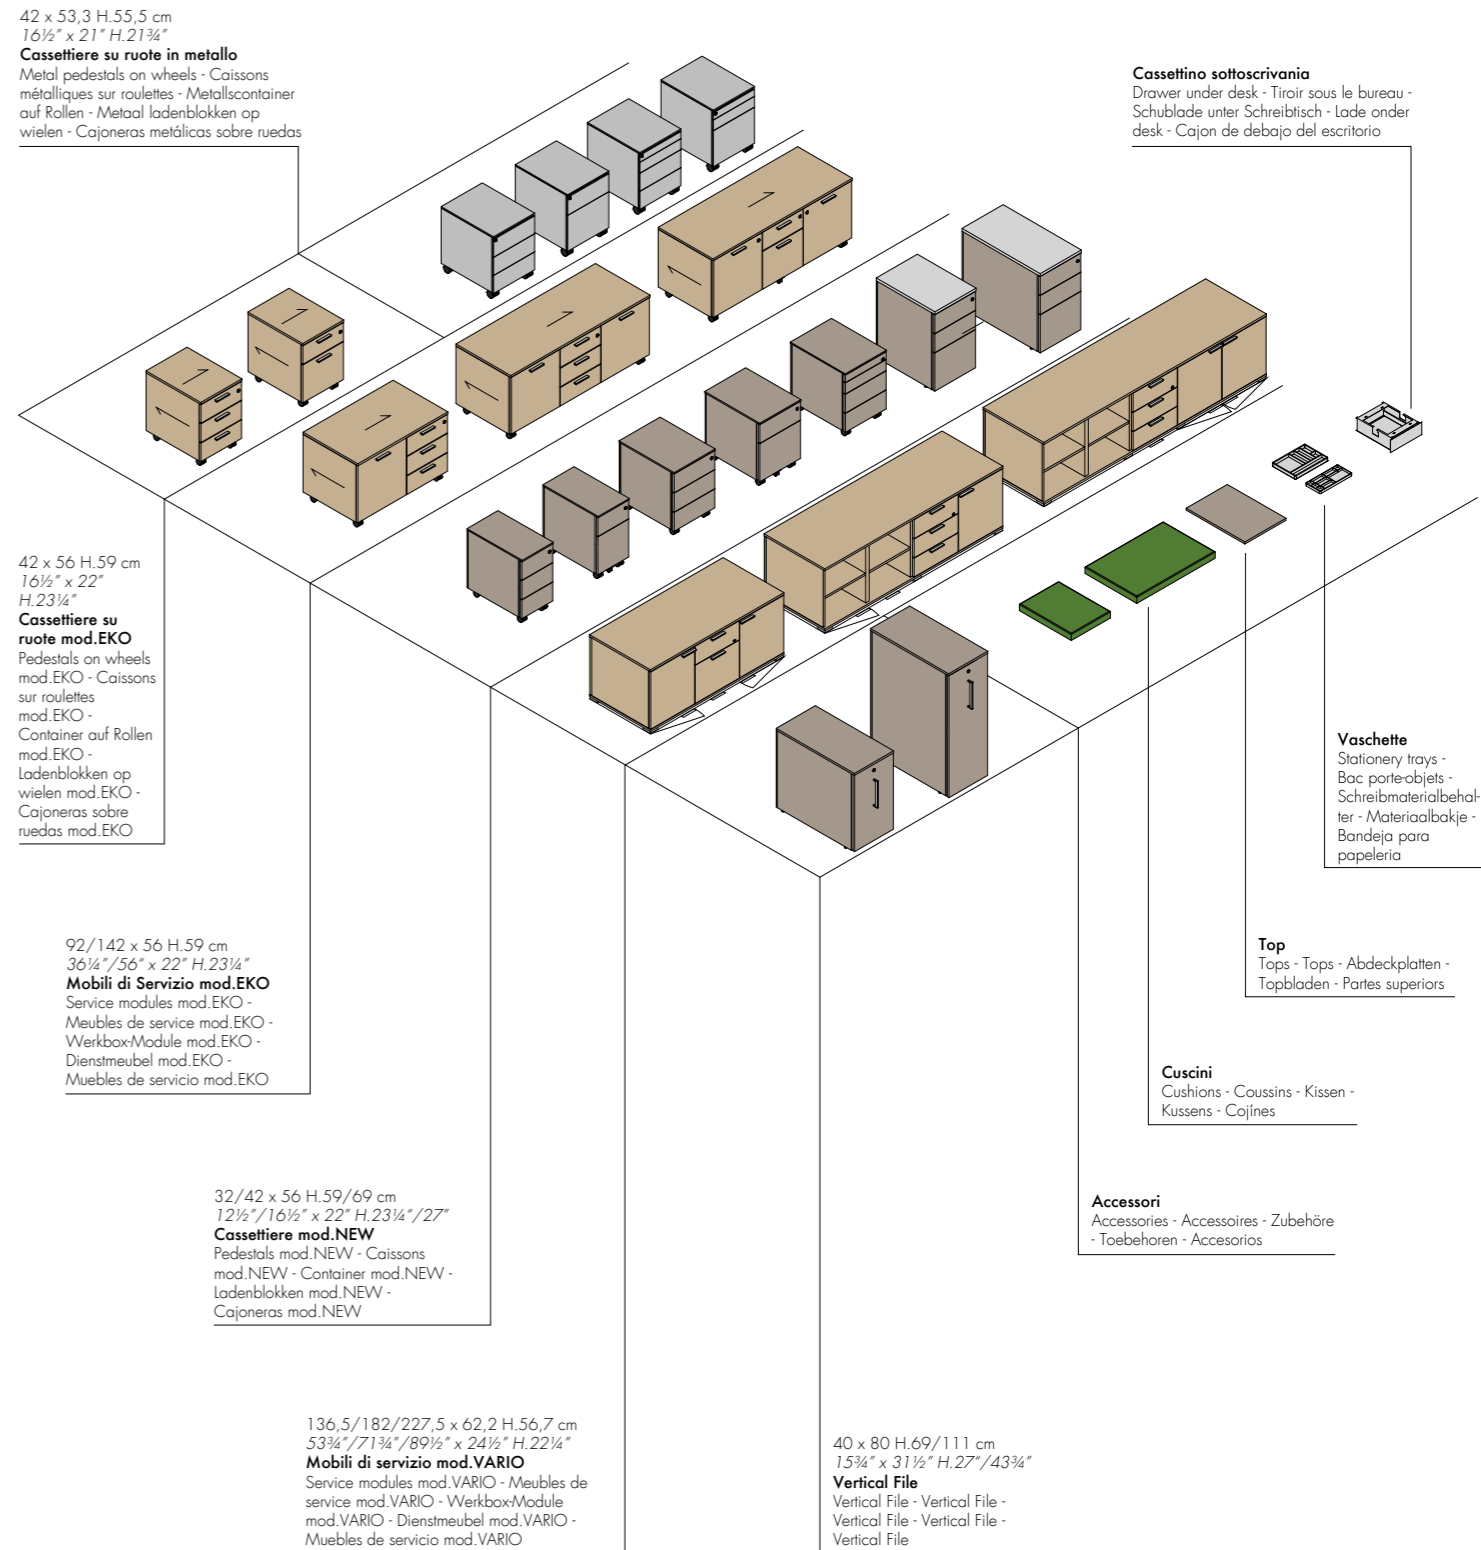 42 x 53,3 H.55,5 cm
16½” x 21” H.21¾”
Cassettiere su ruote in metallo
Metal pedestals on wheels - Caissons
métalliques sur roulettes - Metallscontainer
auf Rollen - Metaal ladenblokken op
wielen - Cajoneras metálicas sobre ruedas
Cassettino sottoscrivania
Drawer under desk - Tiroir sous le bureau -
Schublade unter Schreibtisch - Lade onder
desk - Cajon de debajo del escritorio
42 x 56 H.59 cm
16½” x 22”
H.23¼”
Cassettiere su
ruote mod.EKO
Pedestals on wheels
mod.EKO - Caissons
sur roulettes
mod.EKO -
Container auf Rollen
mod.EKO -
Ladenblokken op
wielen mod.EKO -
Cajoneras sobre
ruedas mod.EKO
Vaschette
Stationery trays -
Bac porte-objets -
Schreibmaterialbehal-
ter - Materiaalbakje -
Bandeja para
papeleria
92/142 x 56 H.59 cm
36¼”/56” x 22” H.23¼”
Mobili di Servizio mod.EKO
Service modules mod.EKO -
Meubles de service mod.EKO -
Werkbox-Module mod.EKO -
Dienstmeubel mod.EKO -
Muebles de servicio mod.EKO
Top
Tops - Tops - Abdeckplatten -
Topbladen - Partes superiors
Cuscini
Cushions - Coussins - Kissen -
Kussens - Cojínes
32/42 x 56 H.59/69 cm
12½”/16½” x 22” H.23¼”/27”
Cassettiere mod.NEW
Pedestals mod.NEW - Caissons
mod.NEW - Container mod.NEW -
Ladenblokken mod.NEW -
Cajoneras mod.NEW
Accessori
Accessories - Accessoires - Zubehöre
- Toebehoren - Accesorios
136,5/182/227,5 x 62,2 H.56,7 cm
53¾”/71¾”/89½” x 24½” H.22¼”
Mobili di servizio mod.VARIO
Service modules mod.VARIO - Meubles de
service mod.VARIO - Werkbox-Module
mod.VARIO - Dienstmeubel mod.VARIO -
Muebles de servicio mod.VARIO
40 x 80 H.69/111 cm
15¾” x 31½” H.27”/43¾”
Vertical File
Vertical File - Vertical File -
Vertical File - Vertical File -
Vertical File